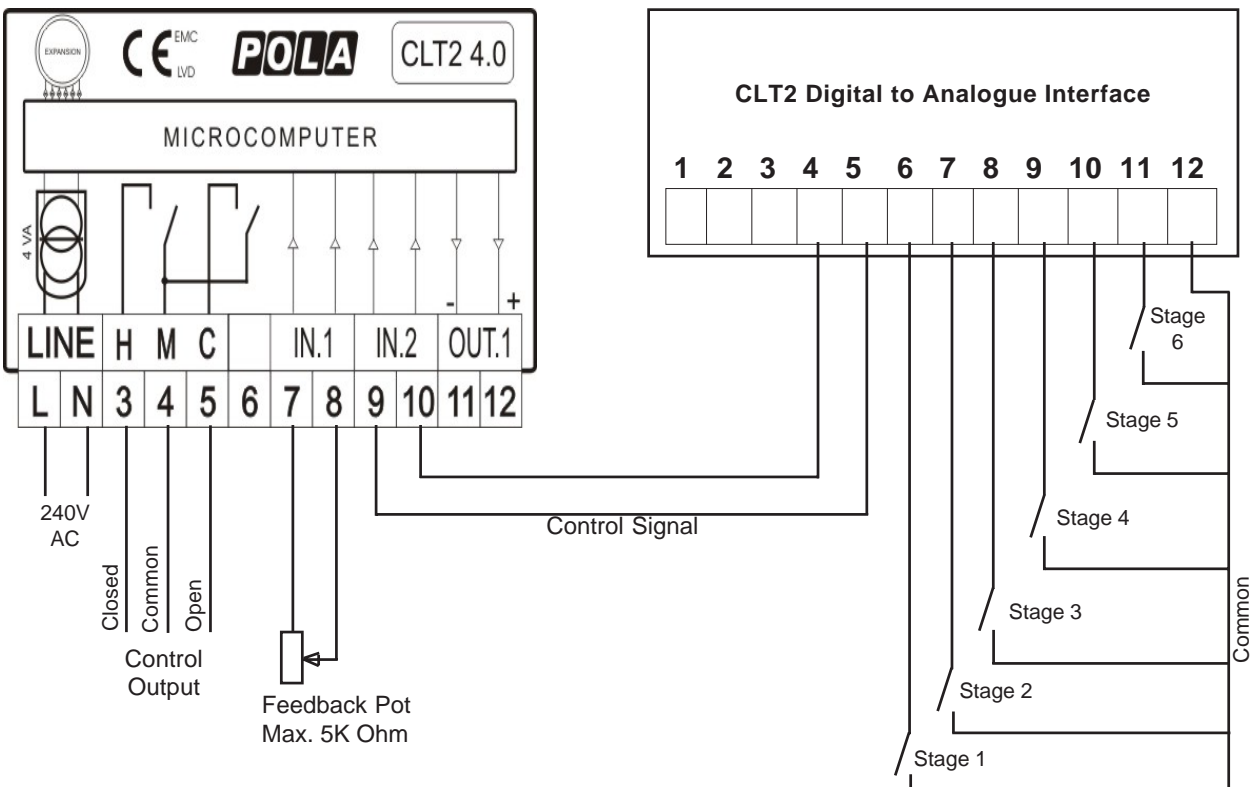 EXPANSION
CE EMC
LVD
POLA
CLT2 4.0
MICROCOMPUTER
4 VA
- +
LINE H M C IN.1 IN.2 OUT.1
L N 3 4 5 6 7 8 9 10 11 12
240V
AC
Closed
Common
Open
Control
Output
Feedback Pot
Max. 5K Ohm
Control Signal
CLT2 Digital to Analogue Interface
1 2 3 4 5 6 7 8 9 10 11 12
Stage
6
Stage 5
Stage 4
Stage 3
Stage 2
Stage 1
Common